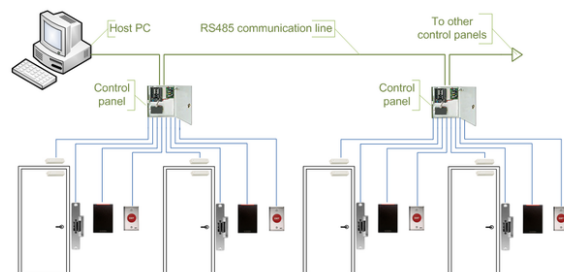 Host PC
RS485 communication line
To other
control panels
Control
panel
Control
panel